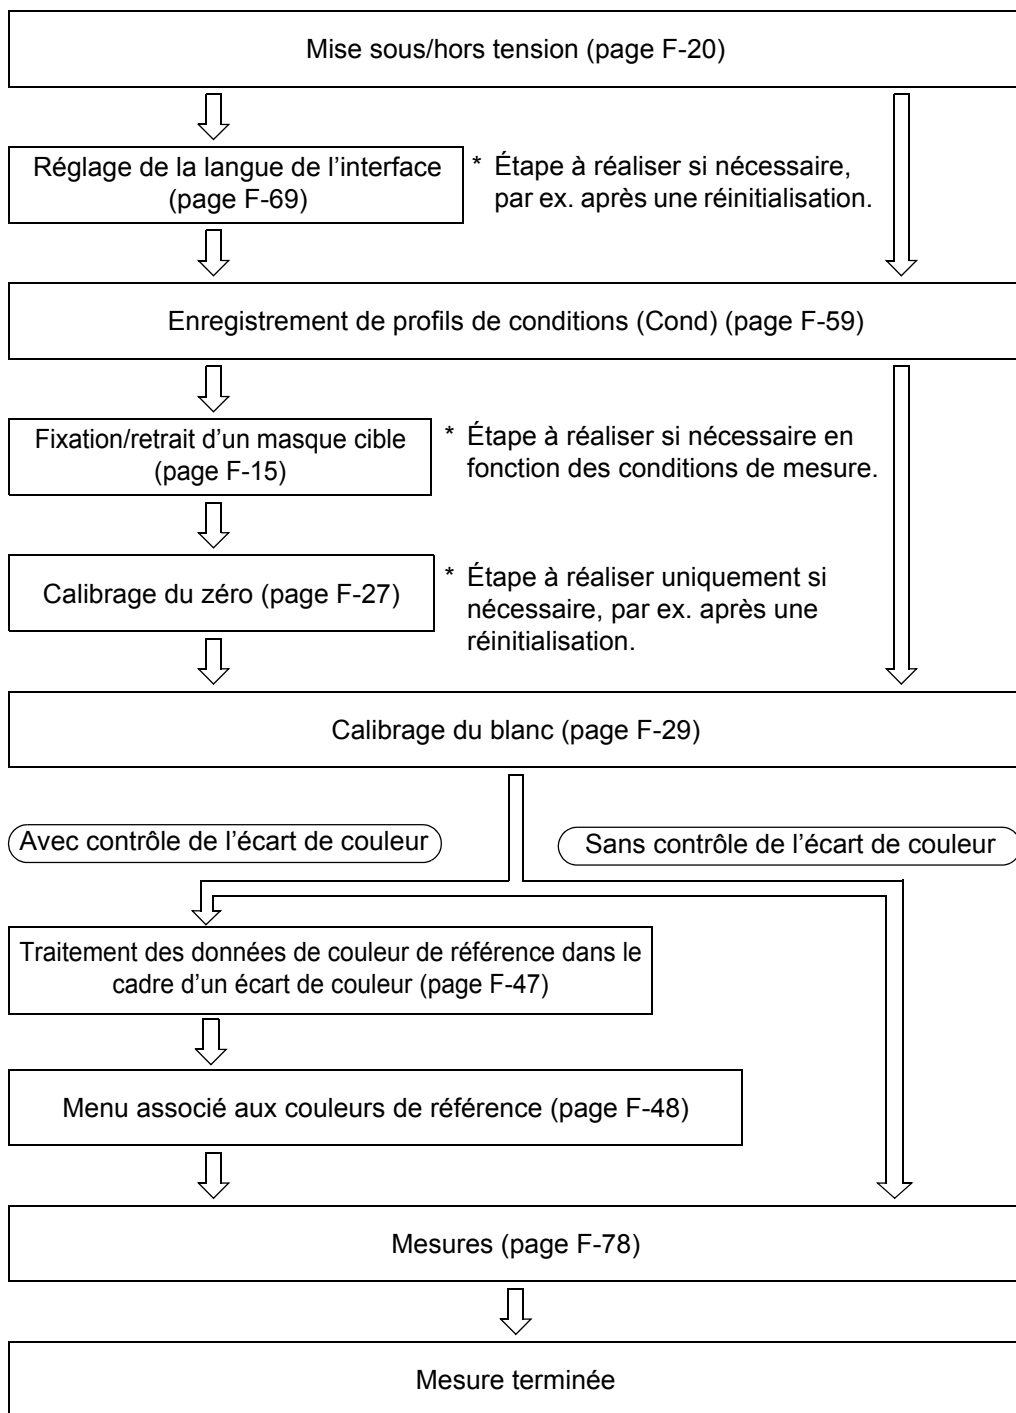 Mise sous/hors tension (page F-20)
Réglage de la langue de l’interface
(page F-69)
* Étape à réaliser si nécessaire,
par ex. après une réinitialisation.
Enregistrement de profils de conditions (Cond) (page F-59)
Fixation/retrait d’un masque cible
(page F-15)
* Étape à réaliser si nécessaire en
fonction des conditions de mesure.
Calibrage du zéro (page F-27)
* Étape à réaliser uniquement si
nécessaire, par ex. après une
réinitialisation.
Calibrage du blanc (page F-29)
Avec contrôle de l’écart de couleur
Sans contrôle de l’écart de couleur
Traitement des données de couleur de référence dans le
cadre d’un écart de couleur (page F-47)
Menu associé aux couleurs de référence (page F-48)
Mesures (page F-78)
Mesure terminée